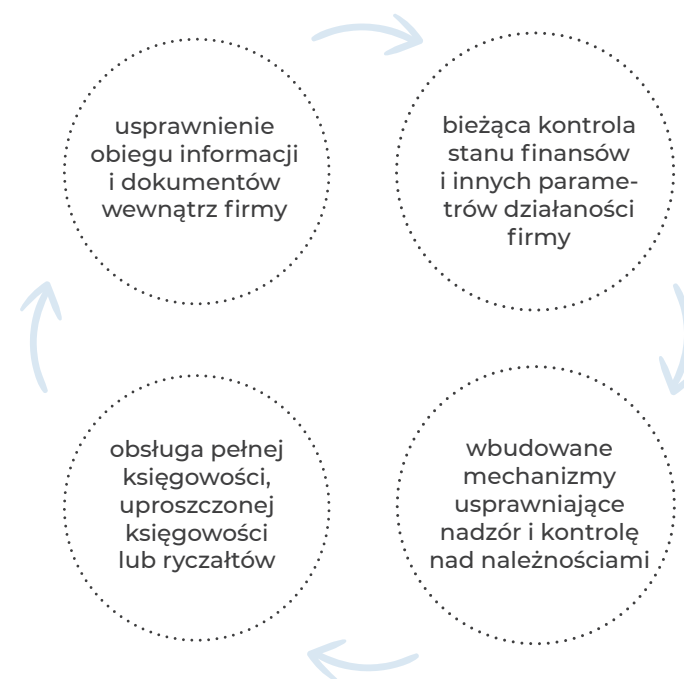 usprawnienie
obiegu informacji
i dokumentów
wewnątrz firmy
bieżąca kontrola
stanu finansów
i innych parame-
trów działaności
firmy
wbudowane
mechanizmy
usprawniające
nadzór i kontrolę
nad należnościami
obsługa pełnej
księgowości,
uproszczonej
księgowości
lub ryczałtów